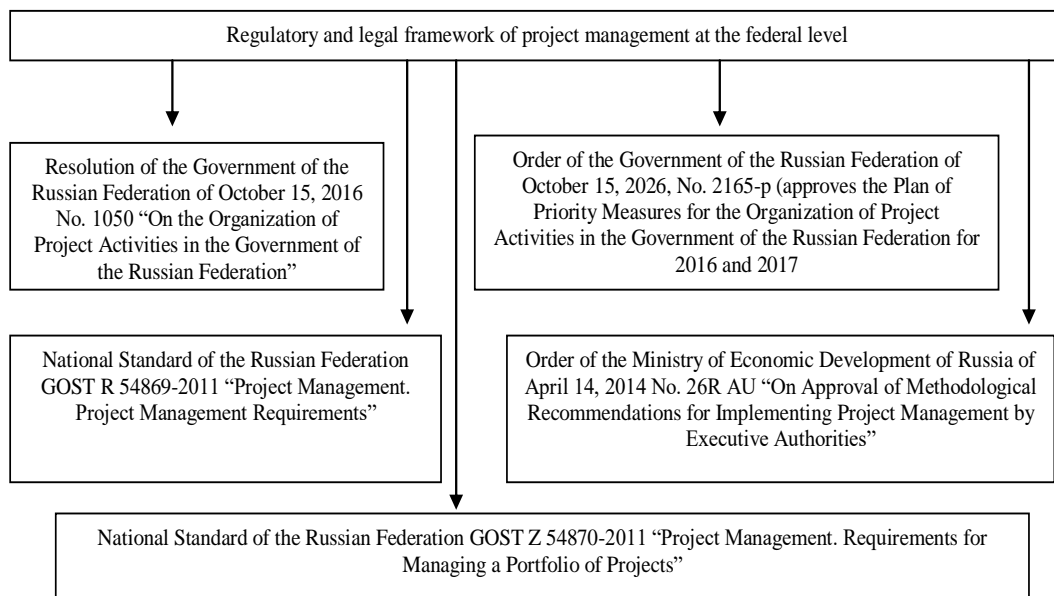 Regulatory and legal framework of project management at the federal level
Resolution of the Government of the
Russian Federation of October 15, 2016
No. 1050 “On the Organization of
Project Activities in the Government of
the Russian Federation”
Order of the Government of the Russian Federation of
October 15, 2026, No. 2165-p (approves the Plan of
Priority Measures for the Organization of Project
Activities in the Government of the Russian Federation for
2016 and 2017
National Standard of the Russian Federation
GOST R 54869-2011 “Project Management.
Project Management Requirements”
Order of the Ministry of Economic Development of Russia of
April 14, 2014 No. 26R AU “On Approval of Methodological
Recommendations for Implementing Project Management by
Executive Authorities”
National Standard of the Russian Federation GOST Z 54870-2011 “Project Management. Requirements for
Managing a Portfolio of Projects”